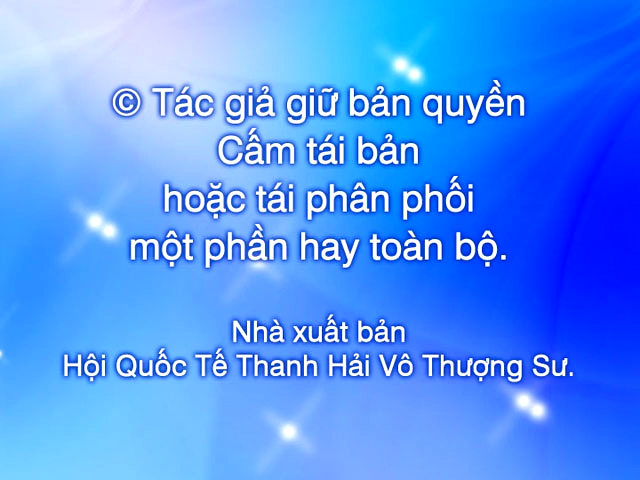 © Tác giả giữ bản quyền
Cấm tái bản
hoặc tái phân phối
một phần hay toàn bộ.
Nhà xuất bản
Hội Quốc Tế Thanh Hải Vô Thượng Sư.